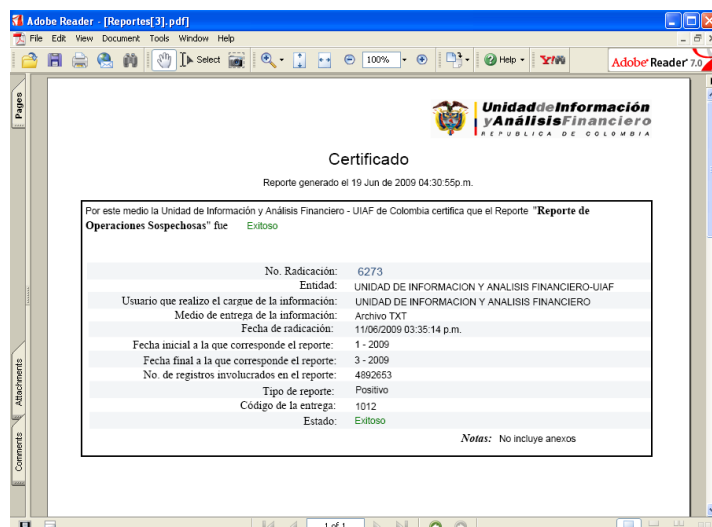 Adobe Reader - [Reportes[3].pdf]
File Edit View Document Tools Window Help
Select 100% Help Y! Adobe Reader 7.0
Pages
UnidaddeInformación
yAnálisisFinanciero
REPUBLICA DE COLOMBIA
Certificado
Reporte generado el 19 Jun de 2009 04:30:55p.m.
Por este medio la Unidad de Información y Análisis Financiero - UIAF de Colombia certifica que el Reporte "Reporte de
Operaciones Sospechosas" fue Exitoso
No. Radicación: 6273
Entidad: UNIDAD DE INFORMACION Y ANALISIS FINANCIERO-UIAF
Usuario que realizo el cargue de la información: UNIDAD DE INFORMACION Y ANALISIS FINANCIERO
Medio de entrega de la información: Archivo TXT
Fecha de radicación: 11/06/2009 03:35:14 p.m.
Fecha inicial a la que corresponde el reporte: 1 - 2009
Fecha final a la que corresponde el reporte: 3 - 2009
No. de registros involucrados en el reporte: 4892653
Tipo de reporte: Positivo
Código de la entrega: 1012
Estado: Exitoso
Notas: No incluye anexos
Attachments
Comments
1 of 1